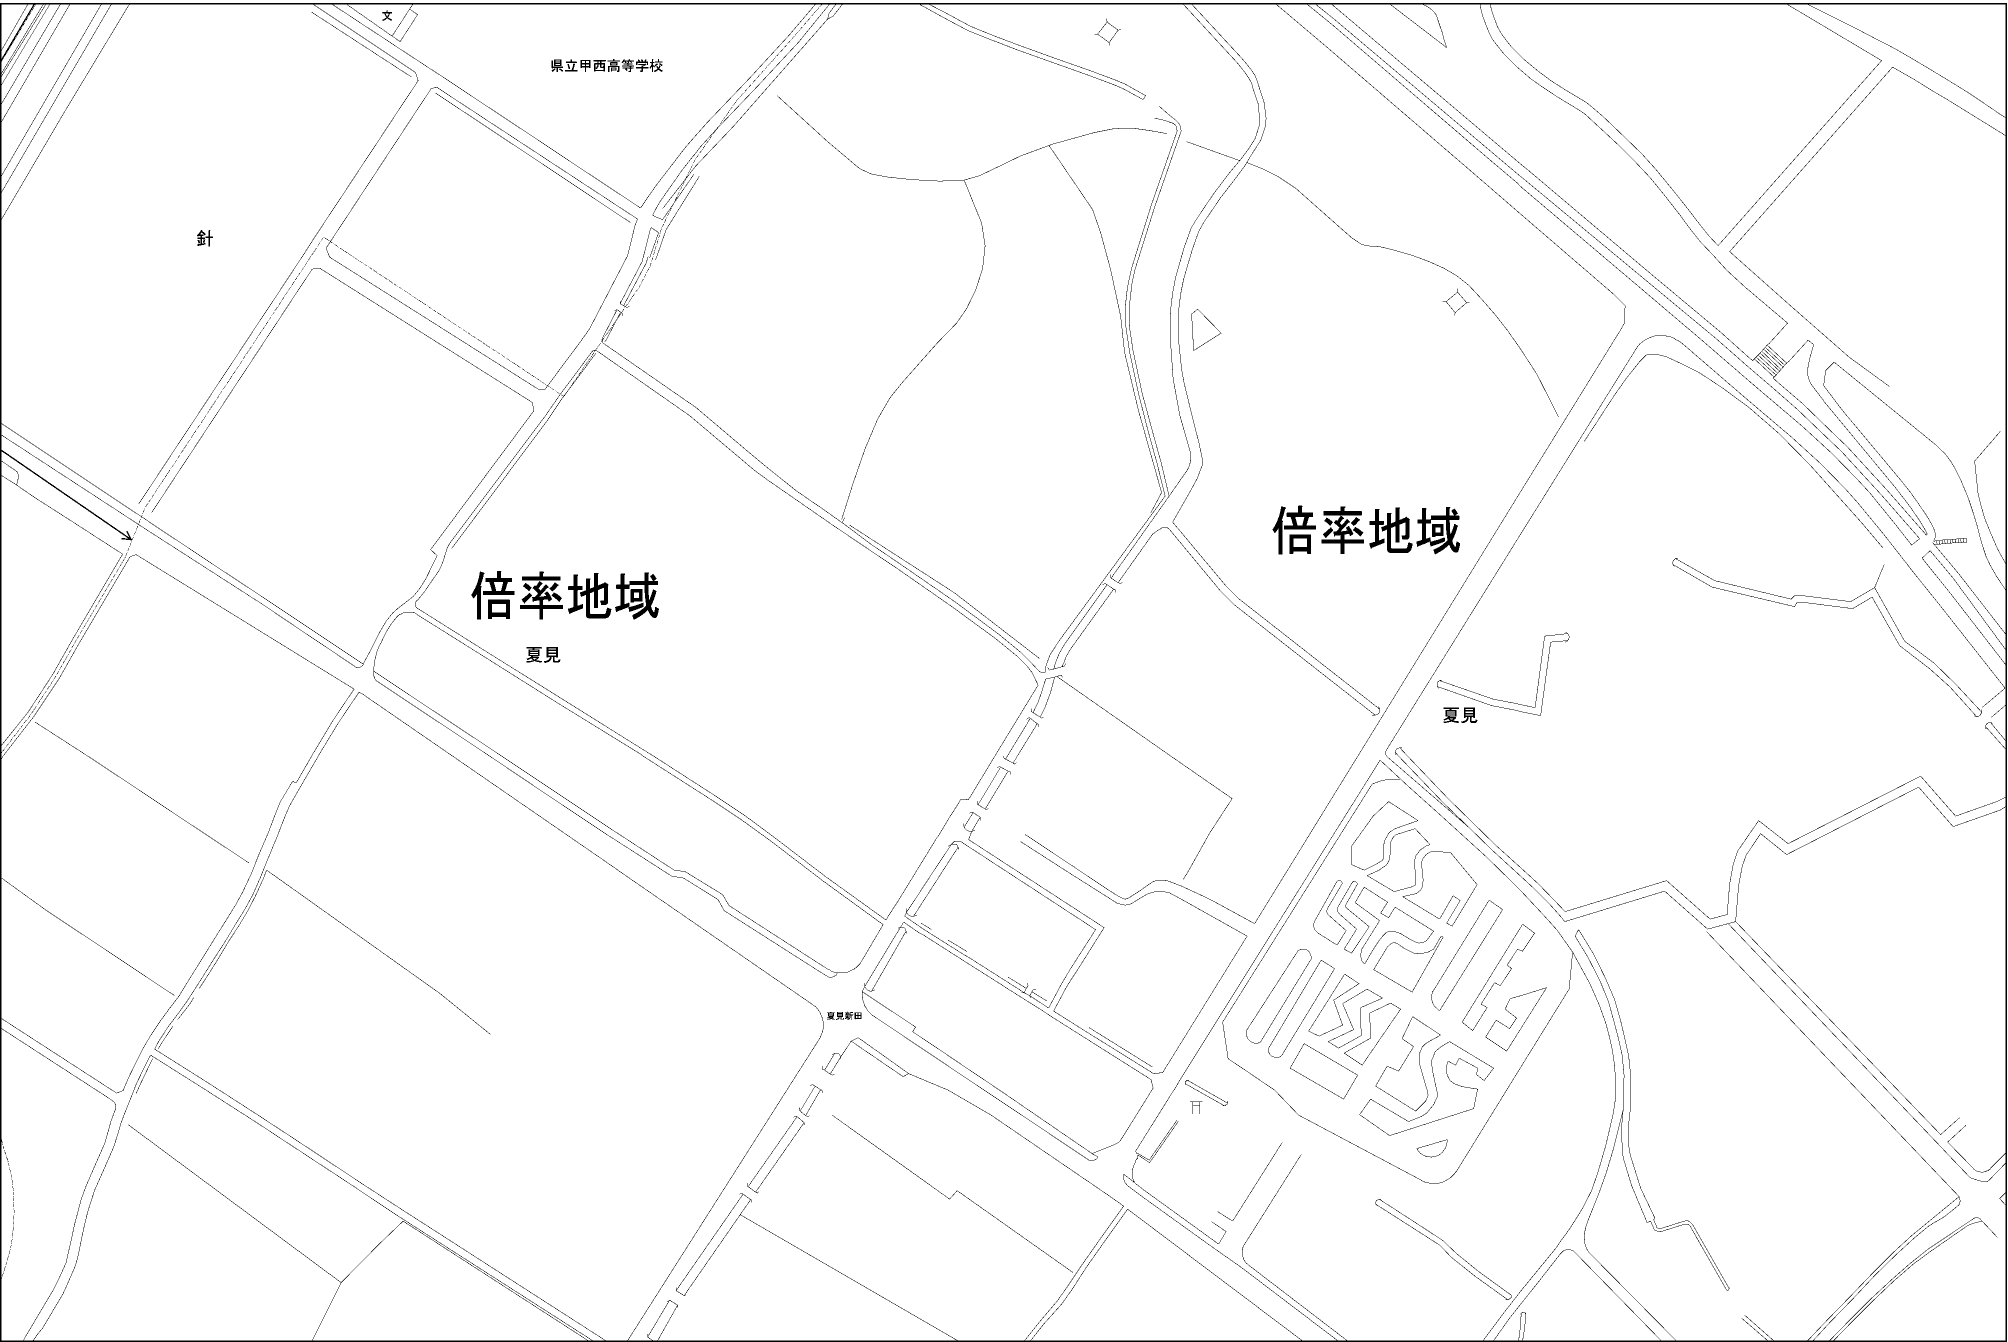 文
県立甲西高等学校
針
倍率地域
倍率地域
夏見
夏見
夏見新田